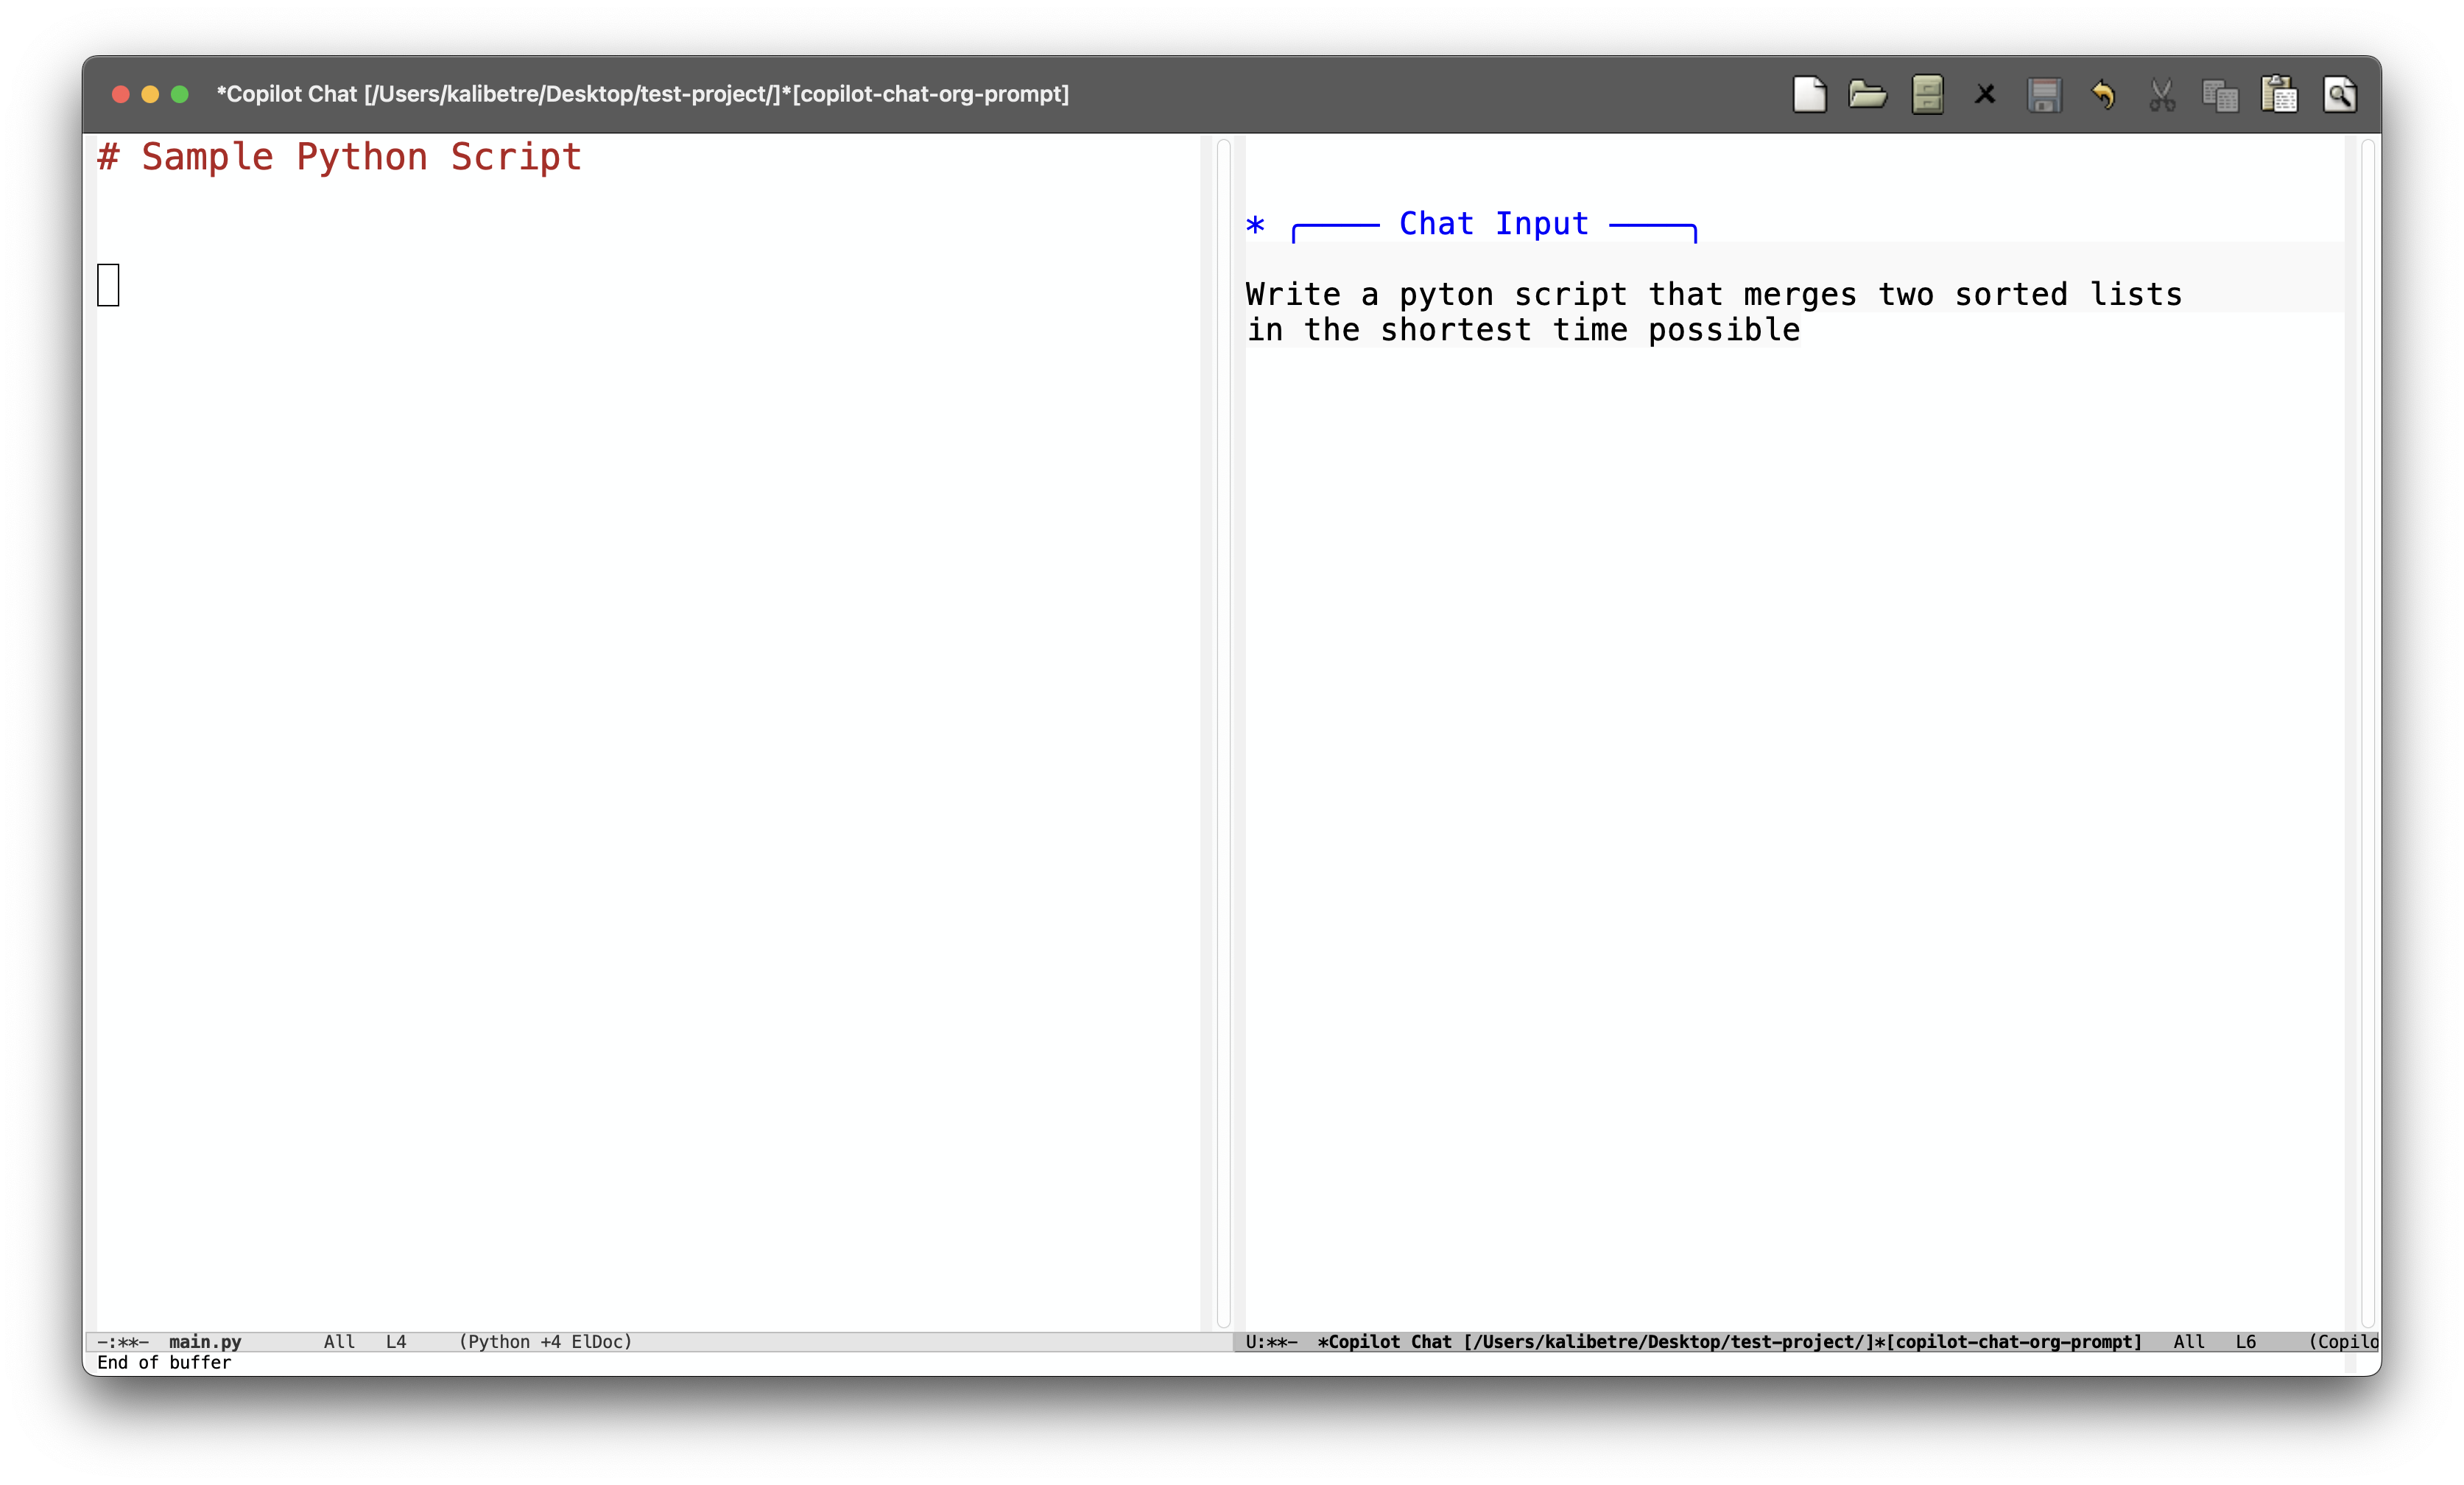 *Copilot Chat [/Users/kalibetre/Desktop/test-project/]*[copilot-chat-org-prompt]
# Sample Python Script
* ╭──── Chat Input ────╮
Write a pyton script that merges two sorted lists
in the shortest time possible
-:**-  main.py        All   L4     (Python +4 ElDoc)
U:**-  *Copilot Chat [/Users/kalibetre/Desktop/test-project/]*[copilot-chat-org-prompt]   All   L6     (Copilo
End of buffer